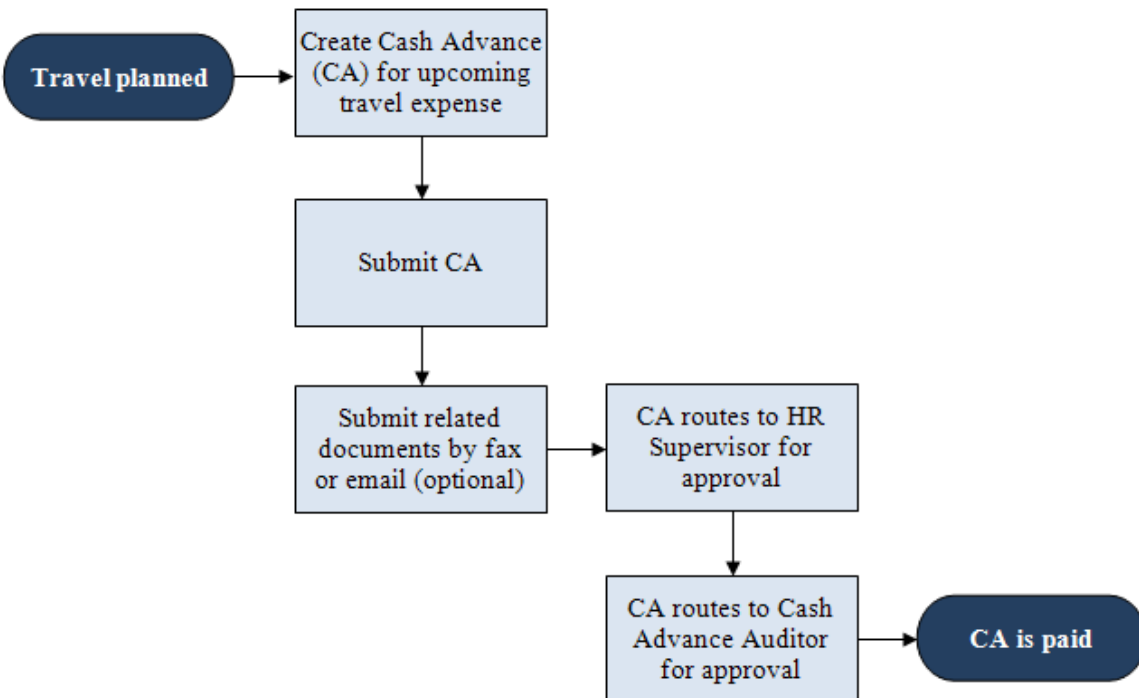 Travel planned
Create Cash Advance
(CA) for upcoming
travel expense
Submit CA
Submit related
documents by fax
or email (optional)
CA routes to HR
Supervisor for
approval
CA routes to Cash
Advance Auditor
for approval
CA is paid